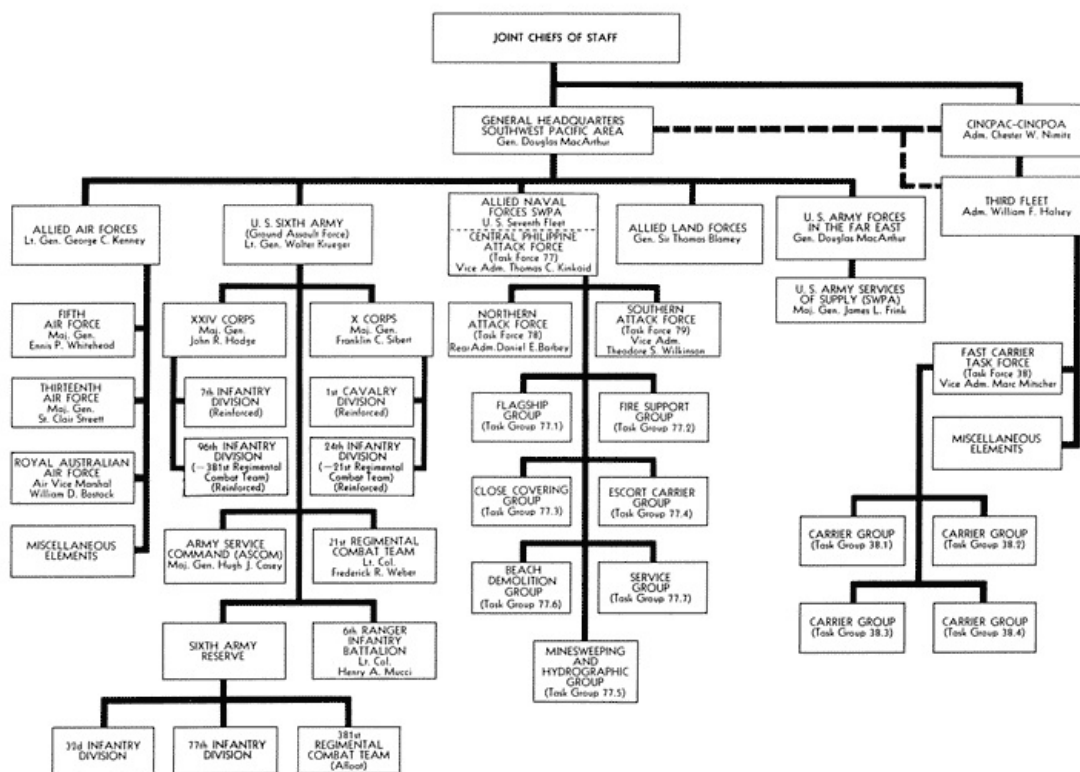 JOINT CHIEFS OF STAFF
GENERAL HEADQUARTERS
SOUTHWEST PACIFIC AREA
Gen. Douglas MacArthur
CINCPAC-CINCPOA
Adm. Chester W. Nimitz
THIRD FLEET
Adm. William F. Halsey
ALLIED AIR FORCES
Lt. Gen. George C. Kenney
U. S. SIXTH ARMY
(Ground Assault Force)
Lt. Gen. Walter Krueger
ALLIED NAVAL
FORCES SWPA
U. S. Seventh Fleet
CENTRAL PHILIPPINE
ATTACK FORCE
(Task Force 77)
Vice Adm. Thomas C. Kinkaid
ALLIED LAND FORCES
Gen. Sir Thomas Blamey
U. S. ARMY FORCES
IN THE FAR EAST
Gen. Douglas MacArthur
U. S. ARMY SERVICES
OF SUPPLY (SWPA)
Maj. Gen. James L. Frink
FIFTH
AIR FORCE
Maj. Gen.
Ennis P. Whitehead
THIRTEENTH
AIR FORCE
Maj. Gen.
St. Clair Streett
ROYAL AUSTRALIAN
AIR FORCE
Air Vice Marshal
William D. Bostock
MISCELLANEOUS
ELEMENTS
XXIV CORPS
Maj. Gen.
John R. Hodge
X CORPS
Maj. Gen.
Franklin C. Sibert
7th INFANTRY
DIVISION
(Reinforced)
1st CAVALRY
DIVISION
(Reinforced)
96th INFANTRY
DIVISION
(-381st Regimental
Combat Team)
(Reinforced)
24th INFANTRY
DIVISION
(-21st Regimental
Combat Team)
(Reinforced)
ARMY SERVICE
COMMAND (ASCOM)
Maj. Gen. Hugh J. Casey
21st REGIMENTAL
COMBAT TEAM
Lt. Col.
Frederick R. Weber
SIXTH ARMY
RESERVE
6th RANGER
INFANTRY
BATTALION
Lt. Col.
Henry A. Mucci
32d INFANTRY
DIVISION
77th INFANTRY
DIVISION
381st
REGIMENTAL
COMBAT TEAM
(Afloat)
NORTHERN
ATTACK FORCE
(Task Force 78)
Rear Adm. Daniel E. Barbey
SOUTHERN
ATTACK FORCE
(Task Force 79)
Vice Adm.
Theodore S. Wilkinson
FLAGSHIP
GROUP
(Task Group 77.1)
FIRE SUPPORT
GROUP
(Task Group 77.2)
CLOSE COVERING
GROUP
(Task Group 77.3)
ESCORT CARRIER
GROUP
(Task Group 77.4)
BEACH
DEMOLITION
GROUP
(Task Group 77.6)
SERVICE
GROUP
(Task Group 77.7)
MINESWEEPING
AND
HYDROGRAPHIC
GROUP
(Task Group 77.5)
FAST CARRIER
TASK FORCE
(Task Force 38)
Vice Adm. Marc Mitscher
MISCELLANEOUS
ELEMENTS
CARRIER GROUP
(Task Group 38.1)
CARRIER GROUP
(Task Group 38.2)
CARRIER GROUP
(Task Group 38.3)
CARRIER GROUP
(Task Group 38.4)